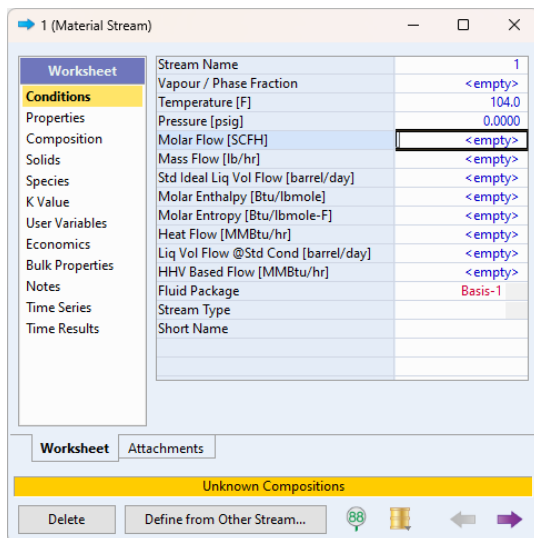 1 (Material Stream)
Worksheet
Conditions
Properties
Composition
Solids
Species
K Value
User Variables
Economics
Bulk Properties
Notes
Time Series
Time Results
Stream Name 1
Vapour / Phase Fraction <empty>
Temperature [F] 104.0
Pressure [psig] 0.0000
Molar Flow [SCFH] <empty>
Mass Flow [lb/hr] <empty>
Std Ideal Liq Vol Flow [barrel/day] <empty>
Molar Enthalpy [Btu/lbmole] <empty>
Molar Entropy [Btu/lbmole-F] <empty>
Heat Flow [MMBtu/hr] <empty>
Liq Vol Flow @Std Cond [barrel/day] <empty>
HHV Based Flow [MMBtu/hr] <empty>
Fluid Package Basis-1
Stream Type
Short Name
Worksheet Attachments
Unknown Compositions
Delete Define from Other Stream... 88